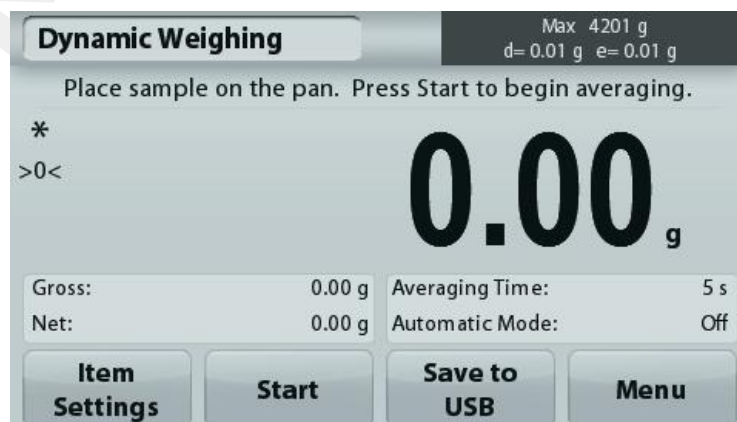 Dynamic Weighing
Max 4201 g
d= 0.01 g e= 0.01 g
Place sample on the pan. Press Start to begin averaging.
*
>0<
0.00 g
Gross: 0.00 g
Net: 0.00 g
Averaging Time: 5 s
Automatic Mode: Off
Item
Settings
Start
Save to
USB
Menu